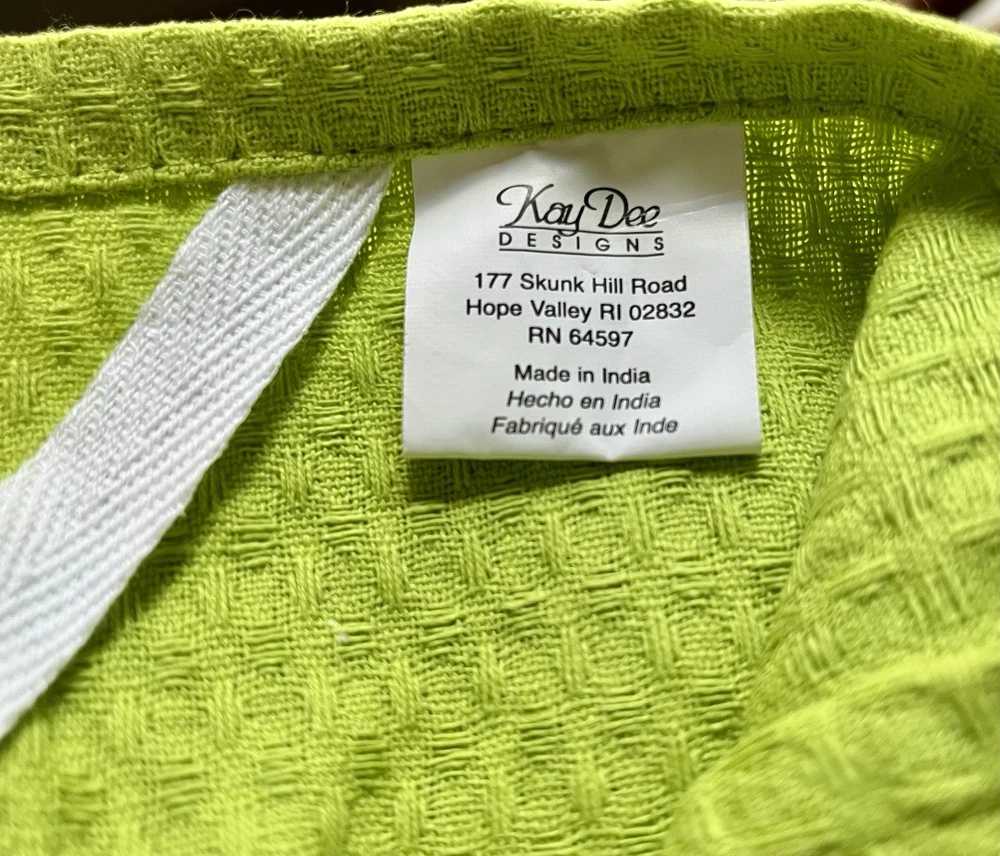 Kay Dee
DESIGNS
177 Skunk Hill Road
Hope Valley RI 02832
RN 64597
Made in India
Hecho en India
Fabriqué aux Inde